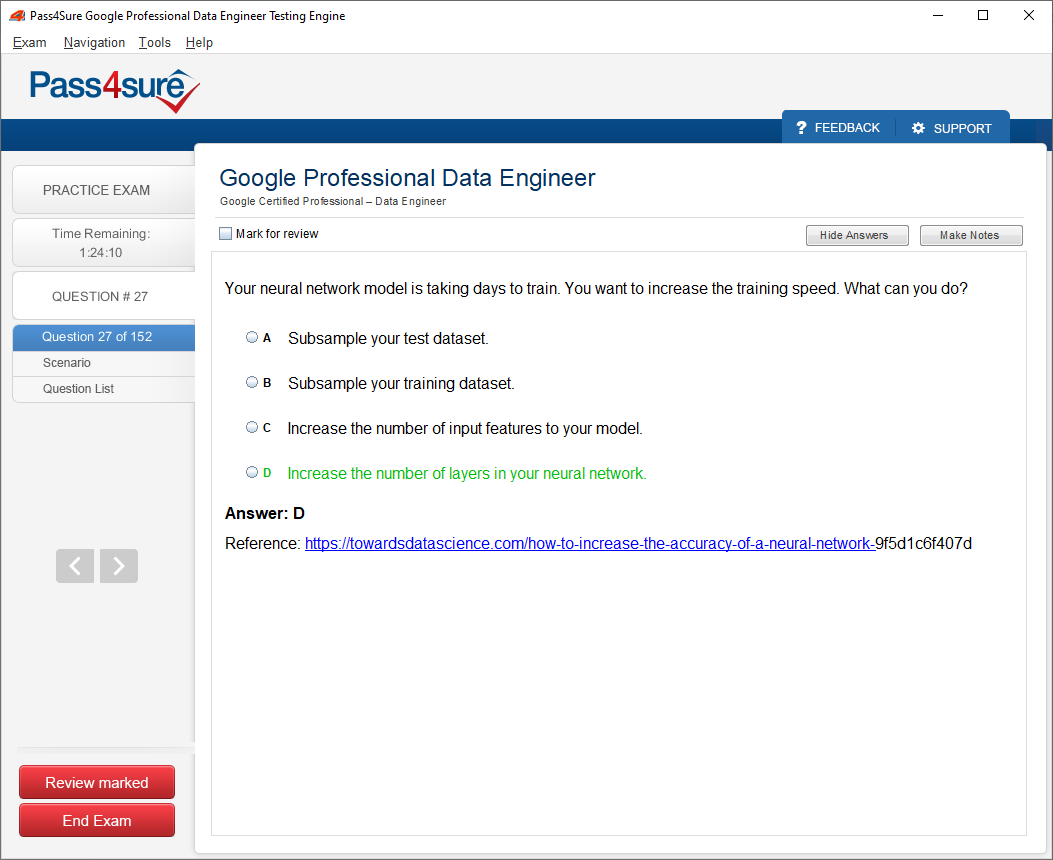 Pass4Sure Google Professional Data Engineer Testing Engine
Exam Navigation Tools Help
Pass4sure
? FEEDBACK SUPPORT
PRACTICE EXAM
Time Remaining:
1:24:10
QUESTION # 27
Question 27 of 152
Scenario
Question List
Google Professional Data Engineer
Google Certified Professional – Data Engineer
Mark for review
Hide Answers Make Notes
Your neural network model is taking days to train. You want to increase the training speed. What can you do?
A Subsample your test dataset.
B Subsample your training dataset.
C Increase the number of input features to your model.
D Increase the number of layers in your neural network.
Answer: D
Reference: https://towardsdatascience.com/how-to-increase-the-accuracy-of-a-neural-network-9f5d1c6f407d
Review marked
End Exam